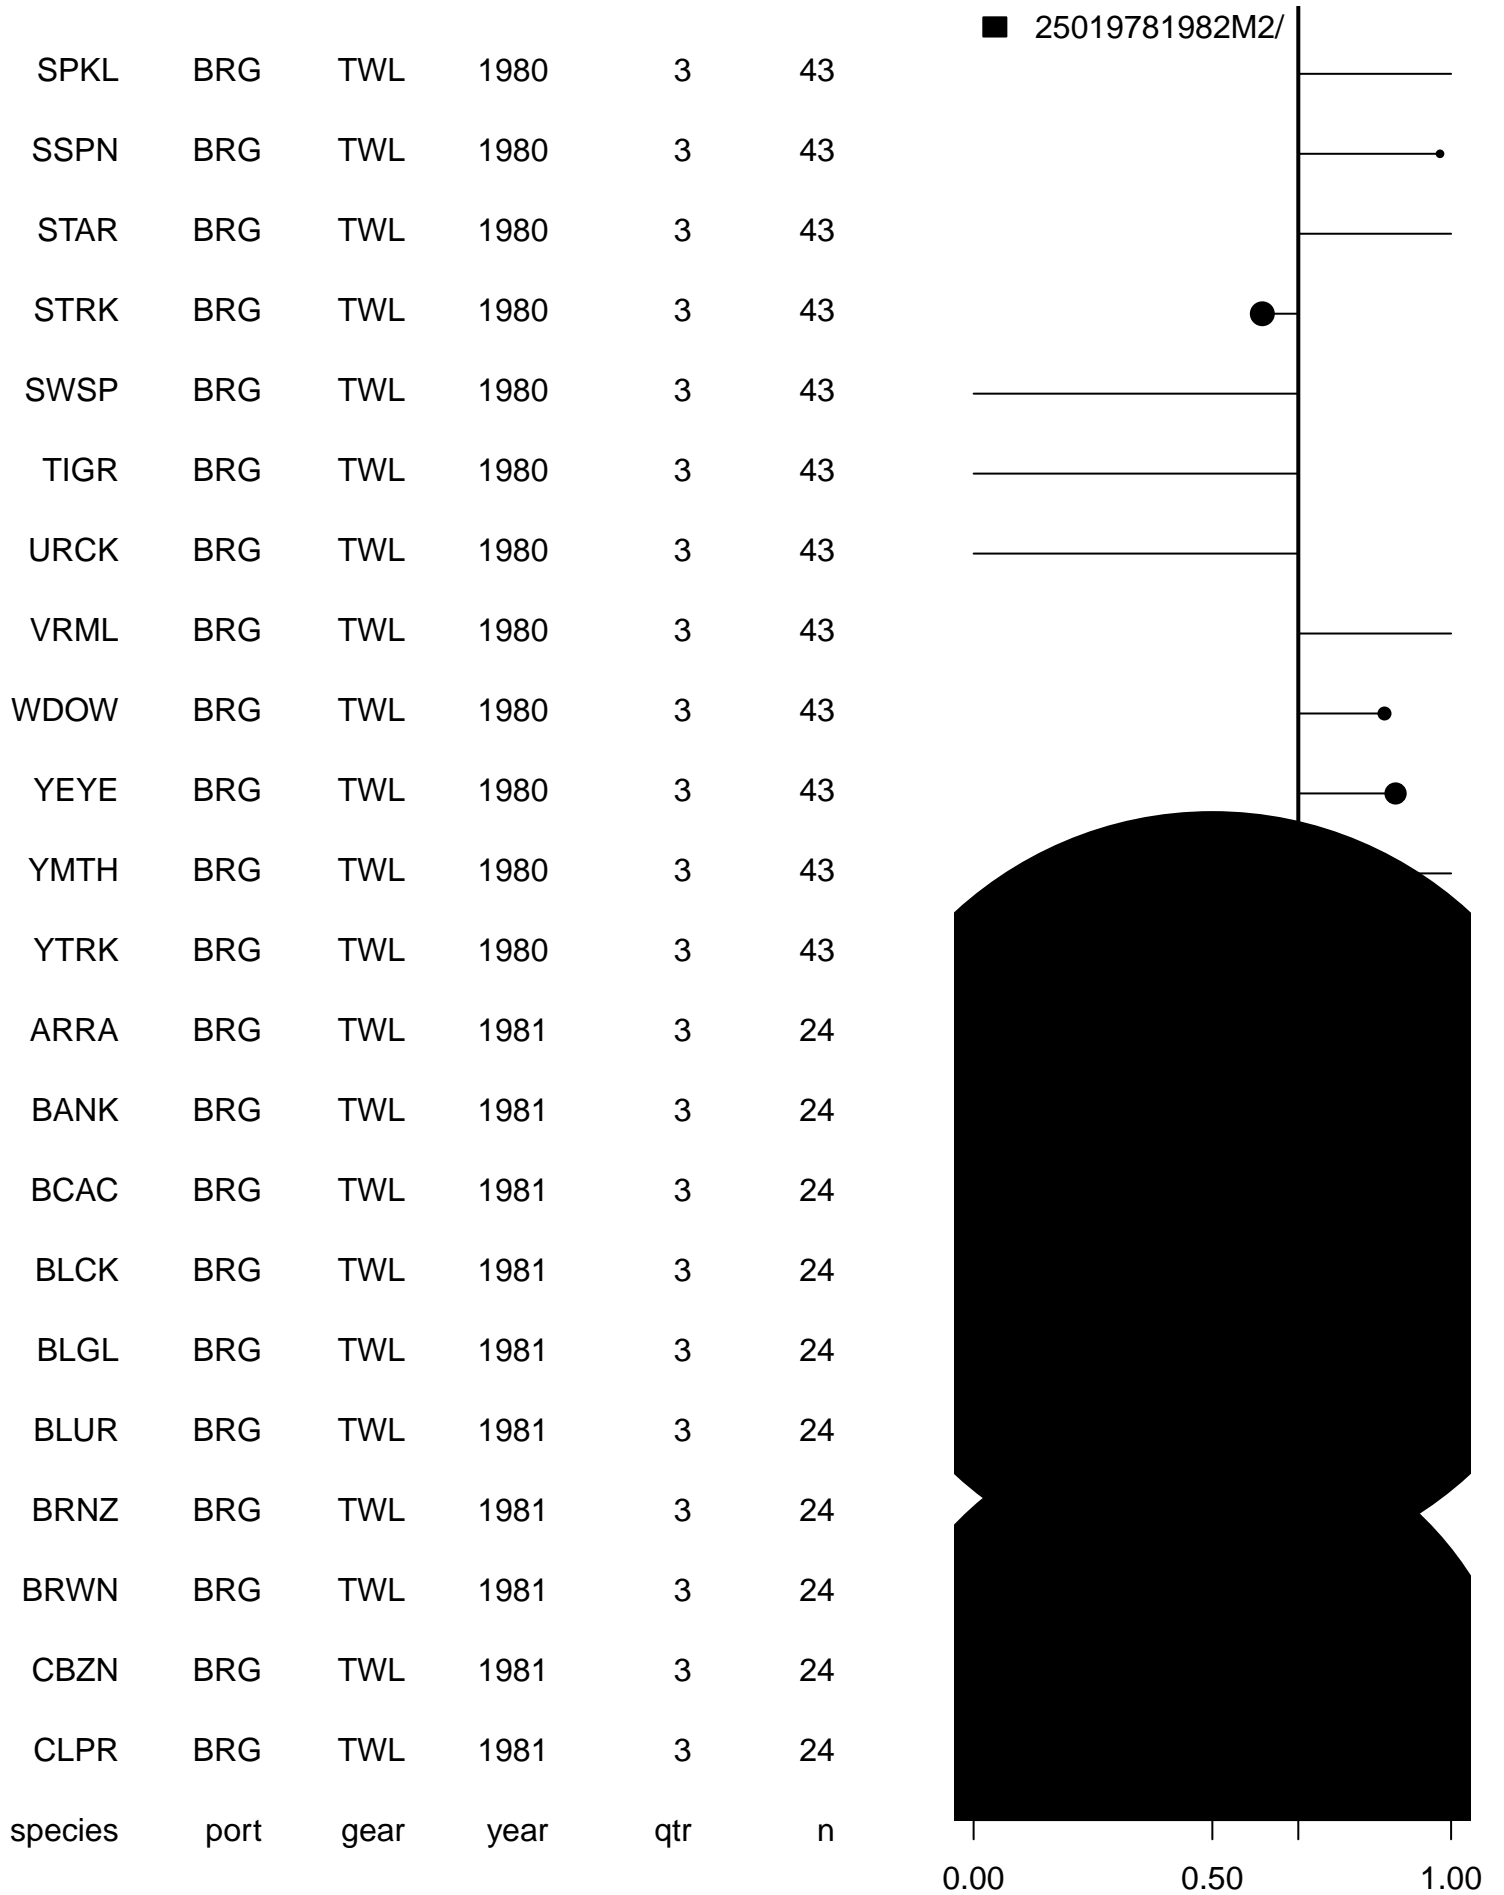 25019781982M2/
SPKL BRG TWL 1980 3 43
SSPN BRG TWL 1980 3 43
STAR BRG TWL 1980 3 43
STRK BRG TWL 1980 3 43
SWSP BRG TWL 1980 3 43
TIGR BRG TWL 1980 3 43
URCK BRG TWL 1980 3 43
VRML BRG TWL 1980 3 43
WDOW BRG TWL 1980 3 43
YEYE BRG TWL 1980 3 43
YMTH BRG TWL 1980 3 43
YTRK BRG TWL 1980 3 43
ARRA BRG TWL 1981 3 24
BANK BRG TWL 1981 3 24
BCAC BRG TWL 1981 3 24
BLCK BRG TWL 1981 3 24
BLGL BRG TWL 1981 3 24
BLUR BRG TWL 1981 3 24
BRNZ BRG TWL 1981 3 24
BRWN BRG TWL 1981 3 24
CBZN BRG TWL 1981 3 24
CLPR BRG TWL 1981 3 24
species port gear year qtr n
0.00 0.50 1.00